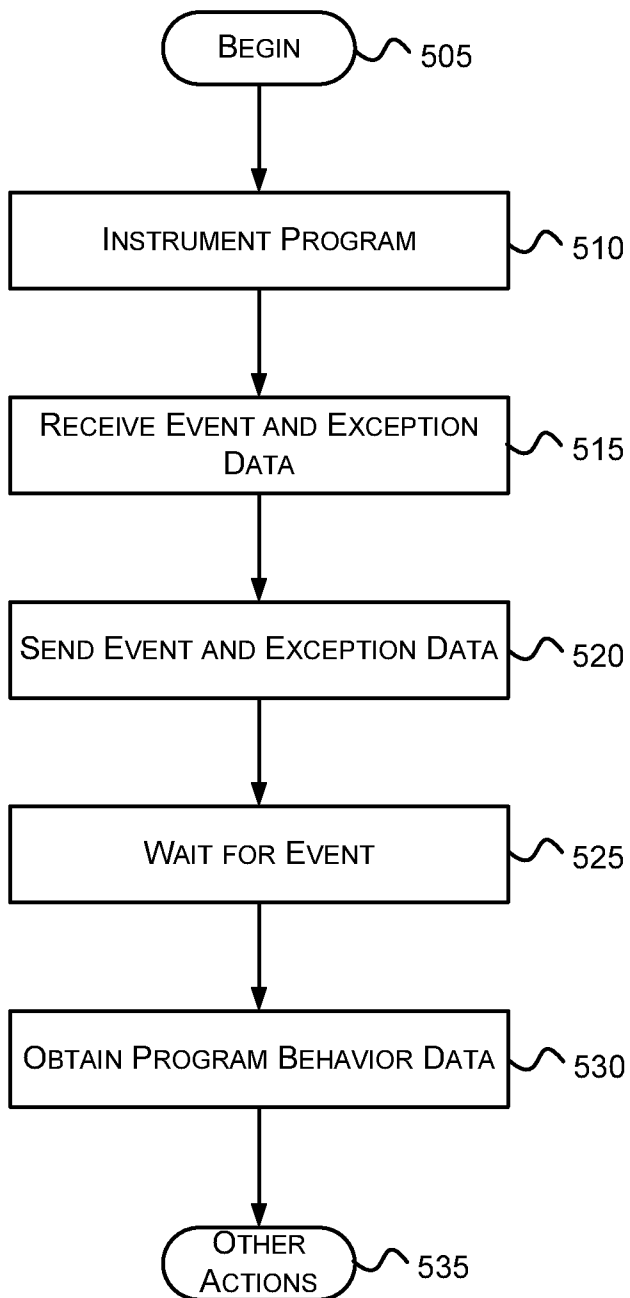 BEGIN
505
INSTRUMENT PROGRAM
510
RECEIVE EVENT AND EXCEPTION
DATA
515
SEND EVENT AND EXCEPTION DATA
520
WAIT FOR EVENT
525
OBTAIN PROGRAM BEHAVIOR DATA
530
OTHER
ACTIONS
535